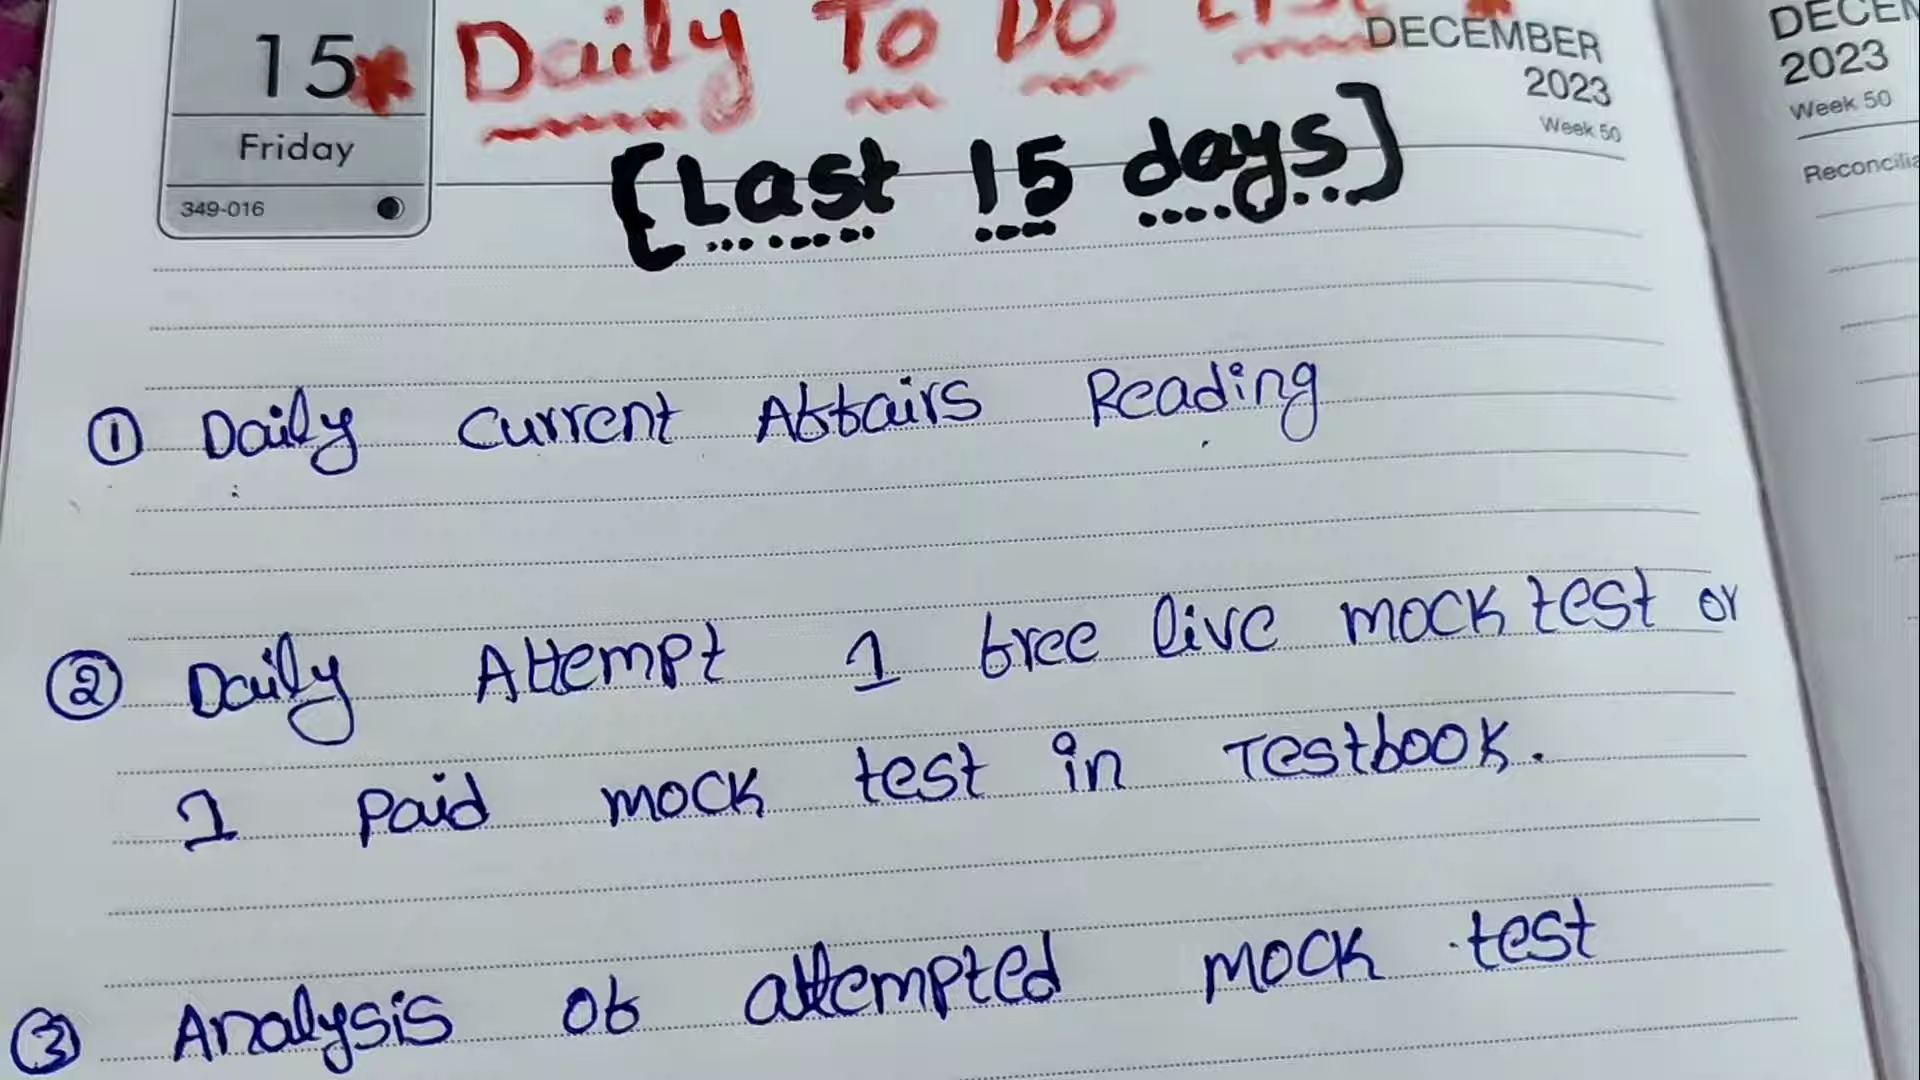 15 * Daily To Do List *
DECEMBER
2023
Week 50
Friday
349-016
[Last 15 days]
① Daily Current Affairs Reading
② Daily Attempt 1 free live mock test or
1 Paid mock test in Testbook.
③ Analysis of attempted mock test
2023
Week 50